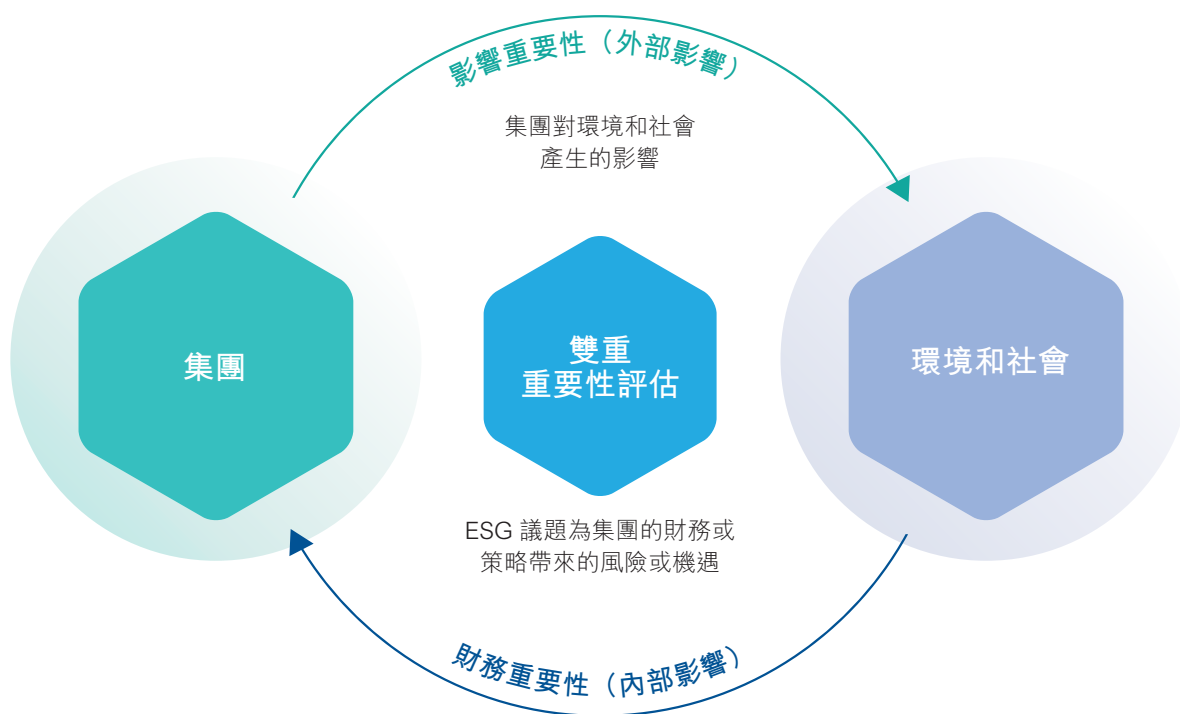 影響重要性（外部影響）
集團對環境和社會
產生的影響
集團
雙重
重要性評估
環境和社會
ESG 議題為集團的財務或
策略帶來的風險或機遇
財務重要性（內部影響）